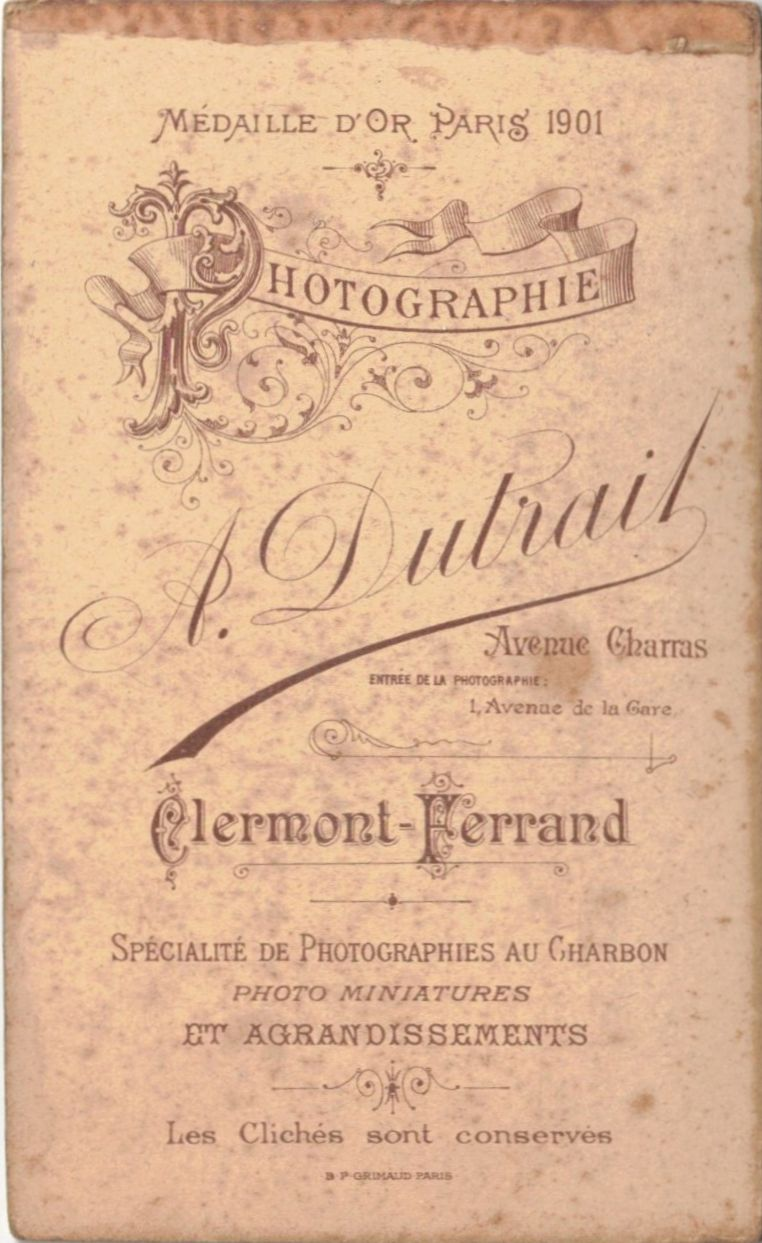 MÉDAILLE D'OR PARIS 1901
PHOTOGRAPHIE
A. Dutrait
Avenue Charras
ENTRÉE DE LA PHOTOGRAPHIE:
1, Avenue de la Gare
Clermont-Ferrand
SPÉCIALITÉ DE PHOTOGRAPHIES AU CHARBON
PHOTO MINIATURES
ET AGRANDISSEMENTS
Les Clichés sont conservés
B P GRIMAUD PARIS